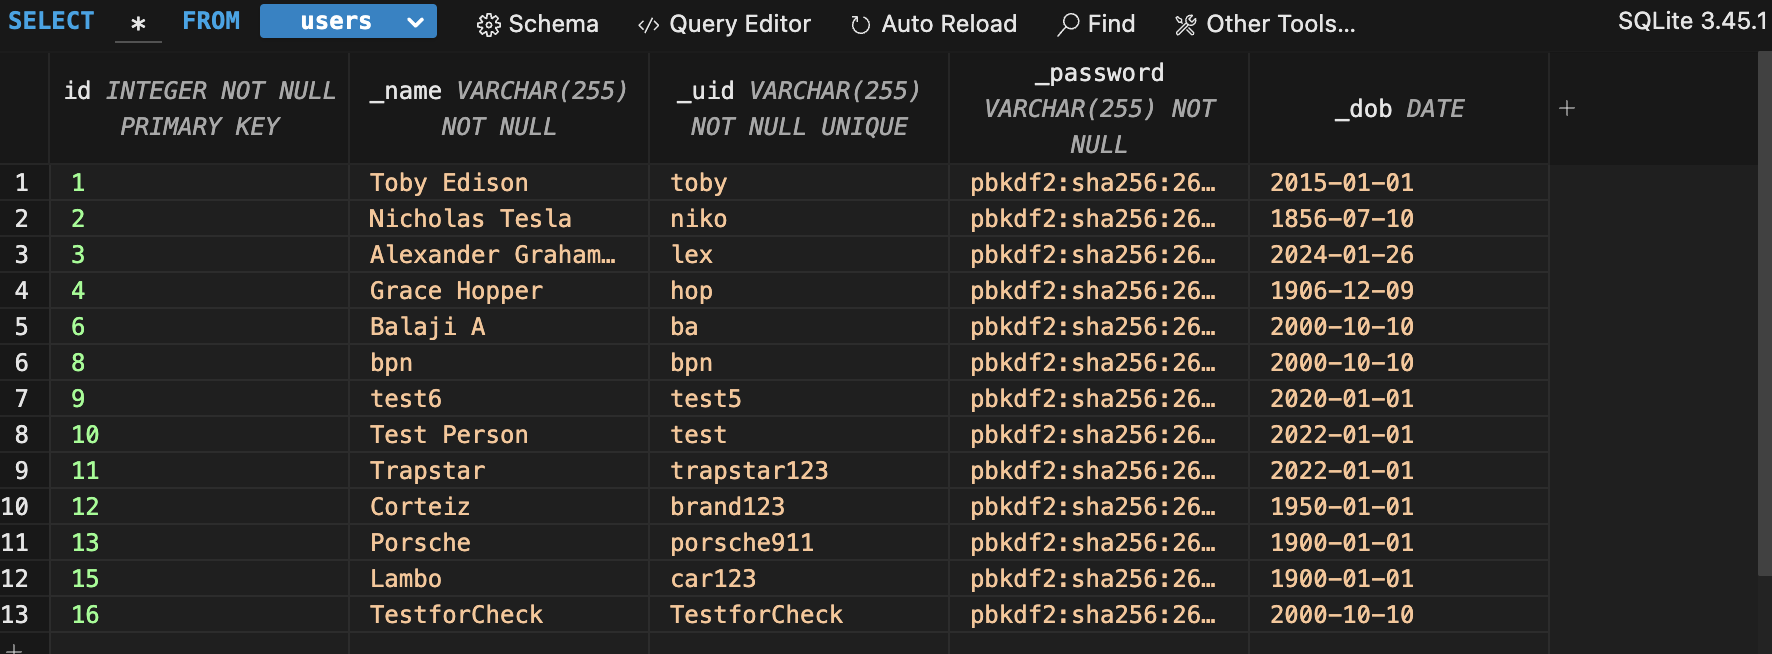 SELECT * FROM users Schema </> Query Editor Auto Reload Find Other Tools... SQLite 3.45.1
id INTEGER NOT NULL PRIMARY KEY _name VARCHAR(255) NOT NULL _uid VARCHAR(255) NOT NULL UNIQUE _password VARCHAR(255) NOT NULL _dob DATE +
1 1 Toby Edison toby pbkdf2:sha256:26… 2015-01-01
2 2 Nicholas Tesla niko pbkdf2:sha256:26… 1856-07-10
3 3 Alexander Graham… lex pbkdf2:sha256:26… 2024-01-26
4 4 Grace Hopper hop pbkdf2:sha256:26… 1906-12-09
5 6 Balaji A ba pbkdf2:sha256:26… 2000-10-10
6 8 bpn bpn pbkdf2:sha256:26… 2000-10-10
7 9 test6 test5 pbkdf2:sha256:26… 2020-01-01
8 10 Test Person test pbkdf2:sha256:26… 2022-01-01
9 11 Trapstar trapstar123 pbkdf2:sha256:26… 2022-01-01
10 12 Corteiz brand123 pbkdf2:sha256:26… 1950-01-01
11 13 Porsche porsche911 pbkdf2:sha256:26… 1900-01-01
12 15 Lambo car123 pbkdf2:sha256:26… 1900-01-01
13 16 TestforCheck TestforCheck pbkdf2:sha256:26… 2000-10-10
+